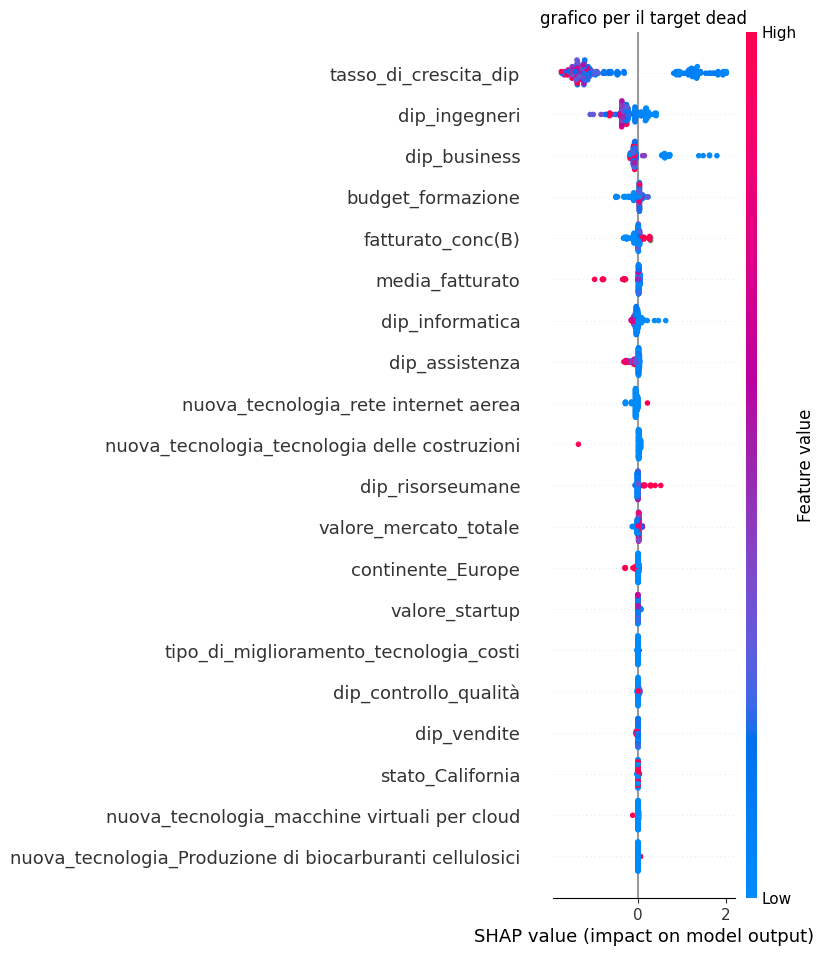 grafico per il target dead
High
tasso_di_crescita_dip
dip_ingegneri
dip_business
budget_formazione
fatturato_conc(B)
media_fatturato
dip_informatica
dip_assistenza
nuova_tecnologia_rete internet aerea
nuova_tecnologia_tecnologia delle costruzioni
dip_risorseumane
valore_mercato_totale
continente_Europe
valore_startup
tipo_di_miglioramento_tecnologia_costi
dip_controllo_qualità
dip_vendite
stato_California
nuova_tecnologia_macchine virtuali per cloud
nuova_tecnologia_Produzione di biocarburanti cellulosici
Feature value
Low
0 2
SHAP value (impact on model output)